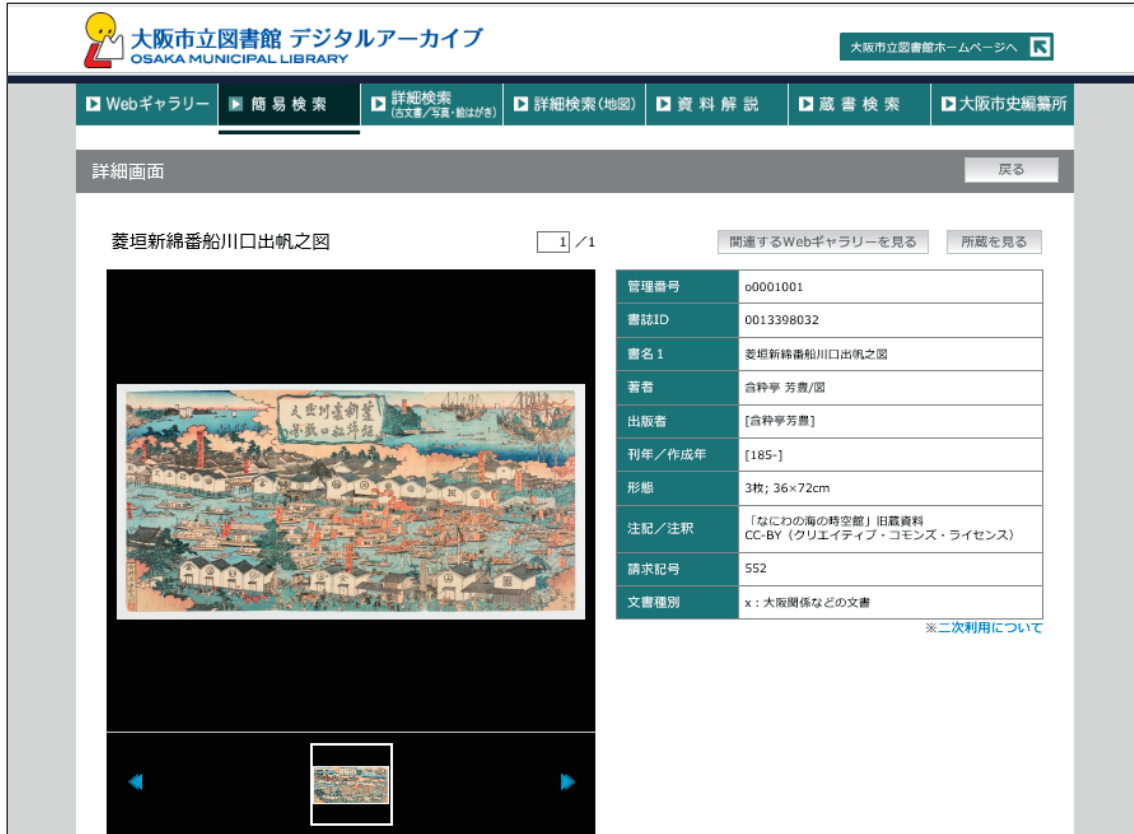 大阪市立図書館 デジタルアーカイブ
OSAKA MUNICIPAL LIBRARY
大阪市立図書館ホームページへ
Webギャラリー
簡易検索
詳細検索
(古文書/写真・絵はがき)
詳細検索(地図)
資料解説
蔵書検索
大阪市史編纂所
詳細画面
戻る
菱垣新綿番船川口出帆之図
1 /1
関連するWebギャラリーを見る
所蔵を見る
管理番号 o0001001
書誌ID 0013398032
書名1 菱垣新綿番船川口出帆之図
著者 含粋亭 芳豊/図
出版者 [含粋亭芳豊]
刊年/作成年 [185-]
形態 3枚; 36×72cm
注記/注釈 「なにわの海の時空館」旧蔵資料
CC-BY(クリエイティブ・コモンズ・ライセンス)
請求記号 552
文書種別 x:大阪関係などの文書
※二次利用について